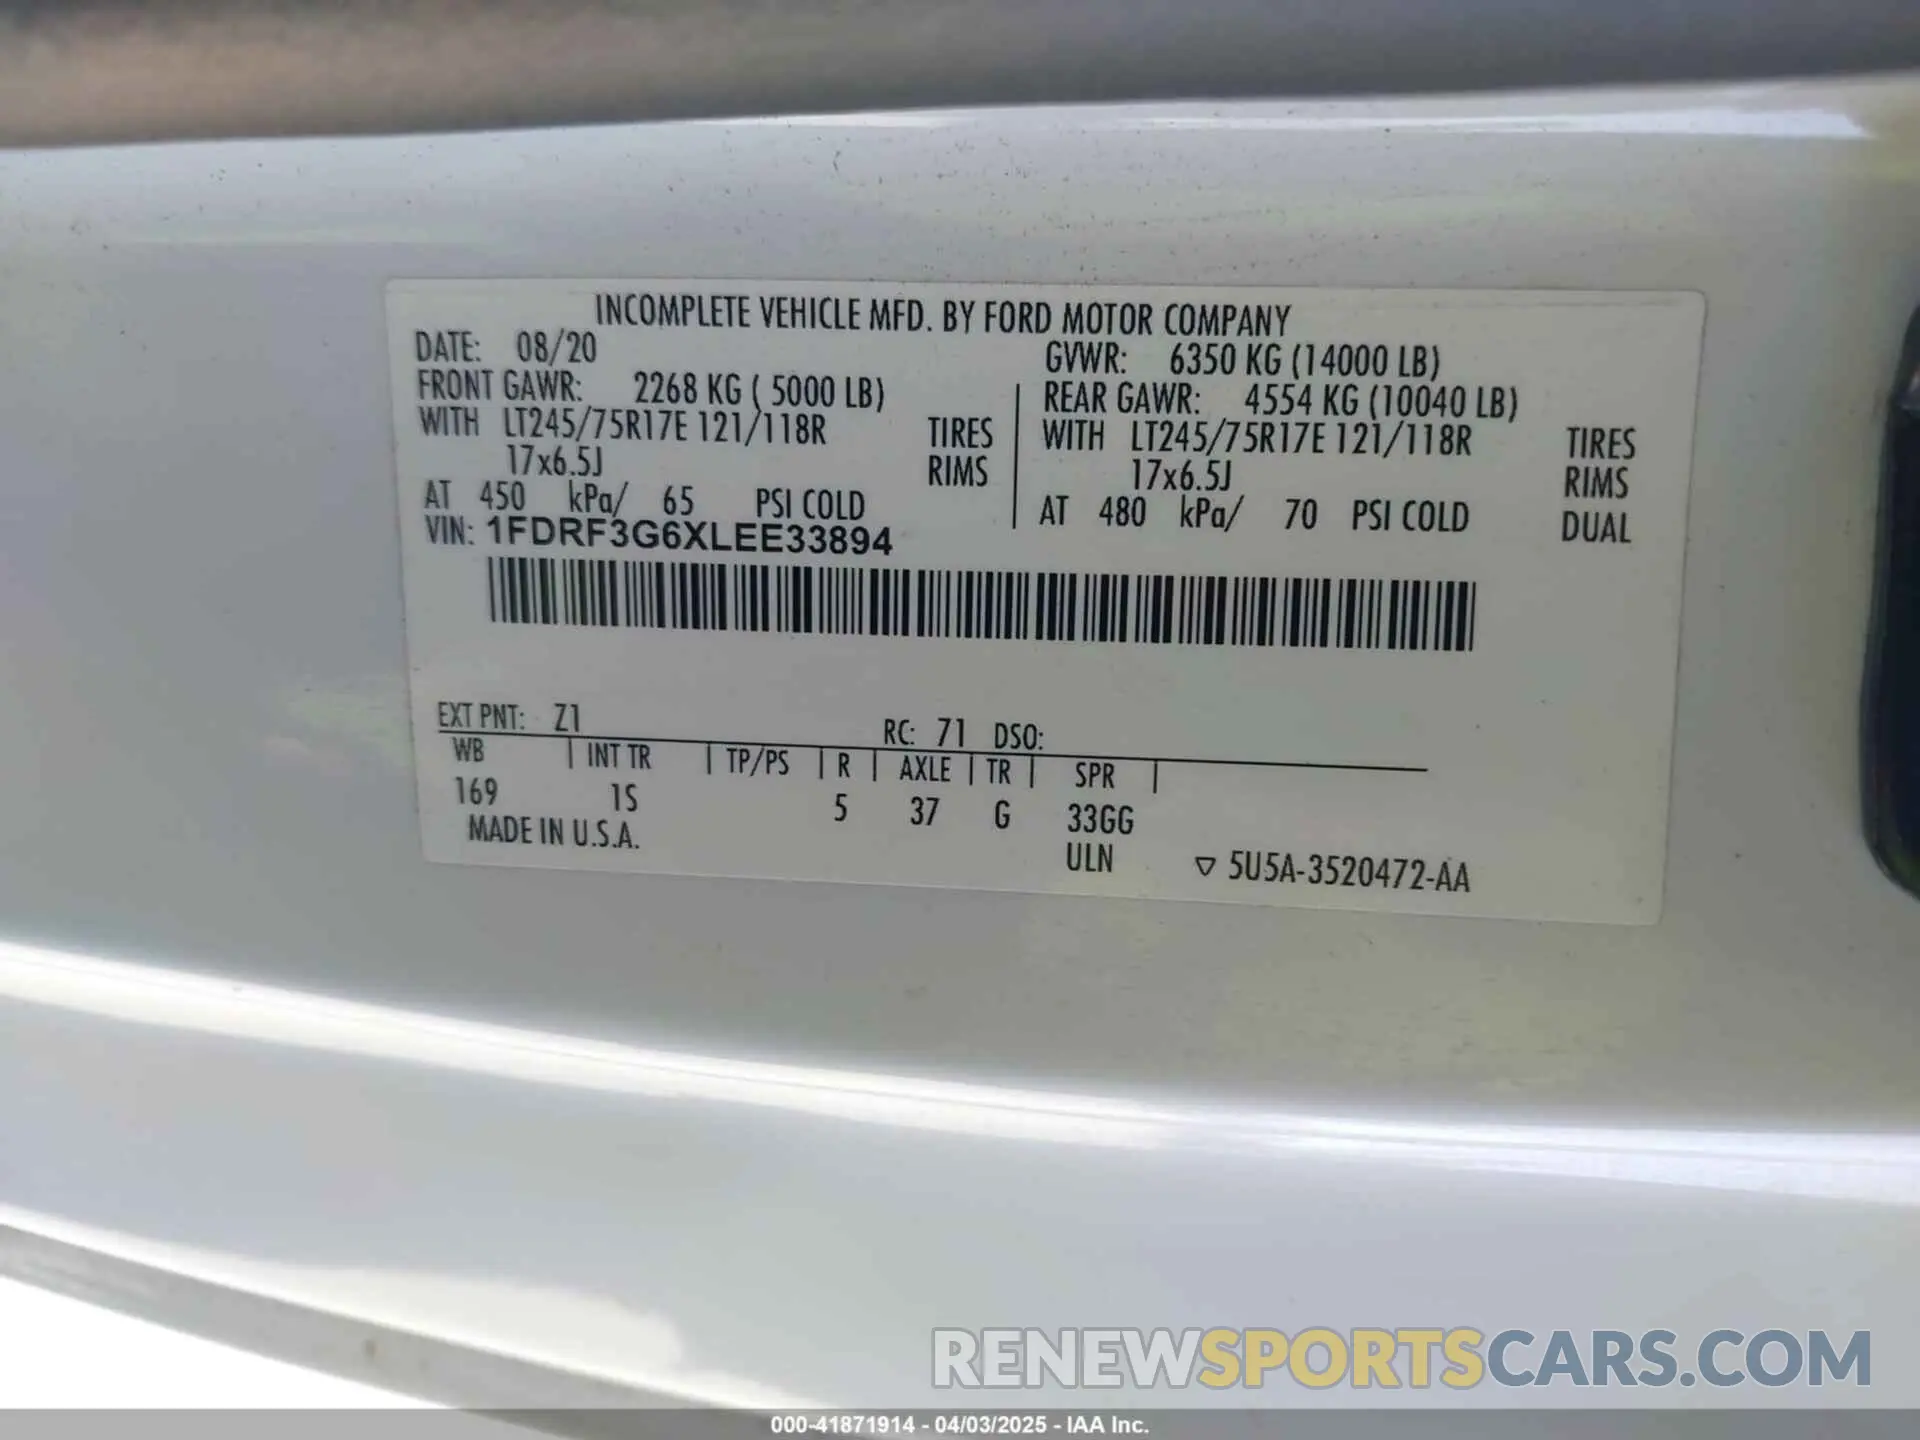 INCOMPLETE VEHICLE MFD. BY FORD MOTOR COMPANY
DATE: 08/20 GVWR: 6350 KG (14000 LB)
FRONT GAWR: 2268 KG ( 5000 LB) REAR GAWR: 4554 KG (10040 LB)
WITH LT245/75R17E 121/118R TIRES WITH LT245/75R17E 121/118R TIRES
17x6.5J RIMS 17x6.5J RIMS
AT 450 kPa/ 65 PSI COLD AT 480 kPa/ 70 PSI COLD DUAL
VIN: 1FDRF3G6XLEE33894
EXT PNT: Z1 RC: 71 DSO:
WB | INT TR | TP/PS | R | AXLE | TR | SPR |
169 1S 5 37 G 33GG
MADE IN U.S.A. ULN ▽ 5U5A-3520472-AA
RENEWSPORTSCARS.COM
000-41871914 - 04/03/2025 - IAA Inc.